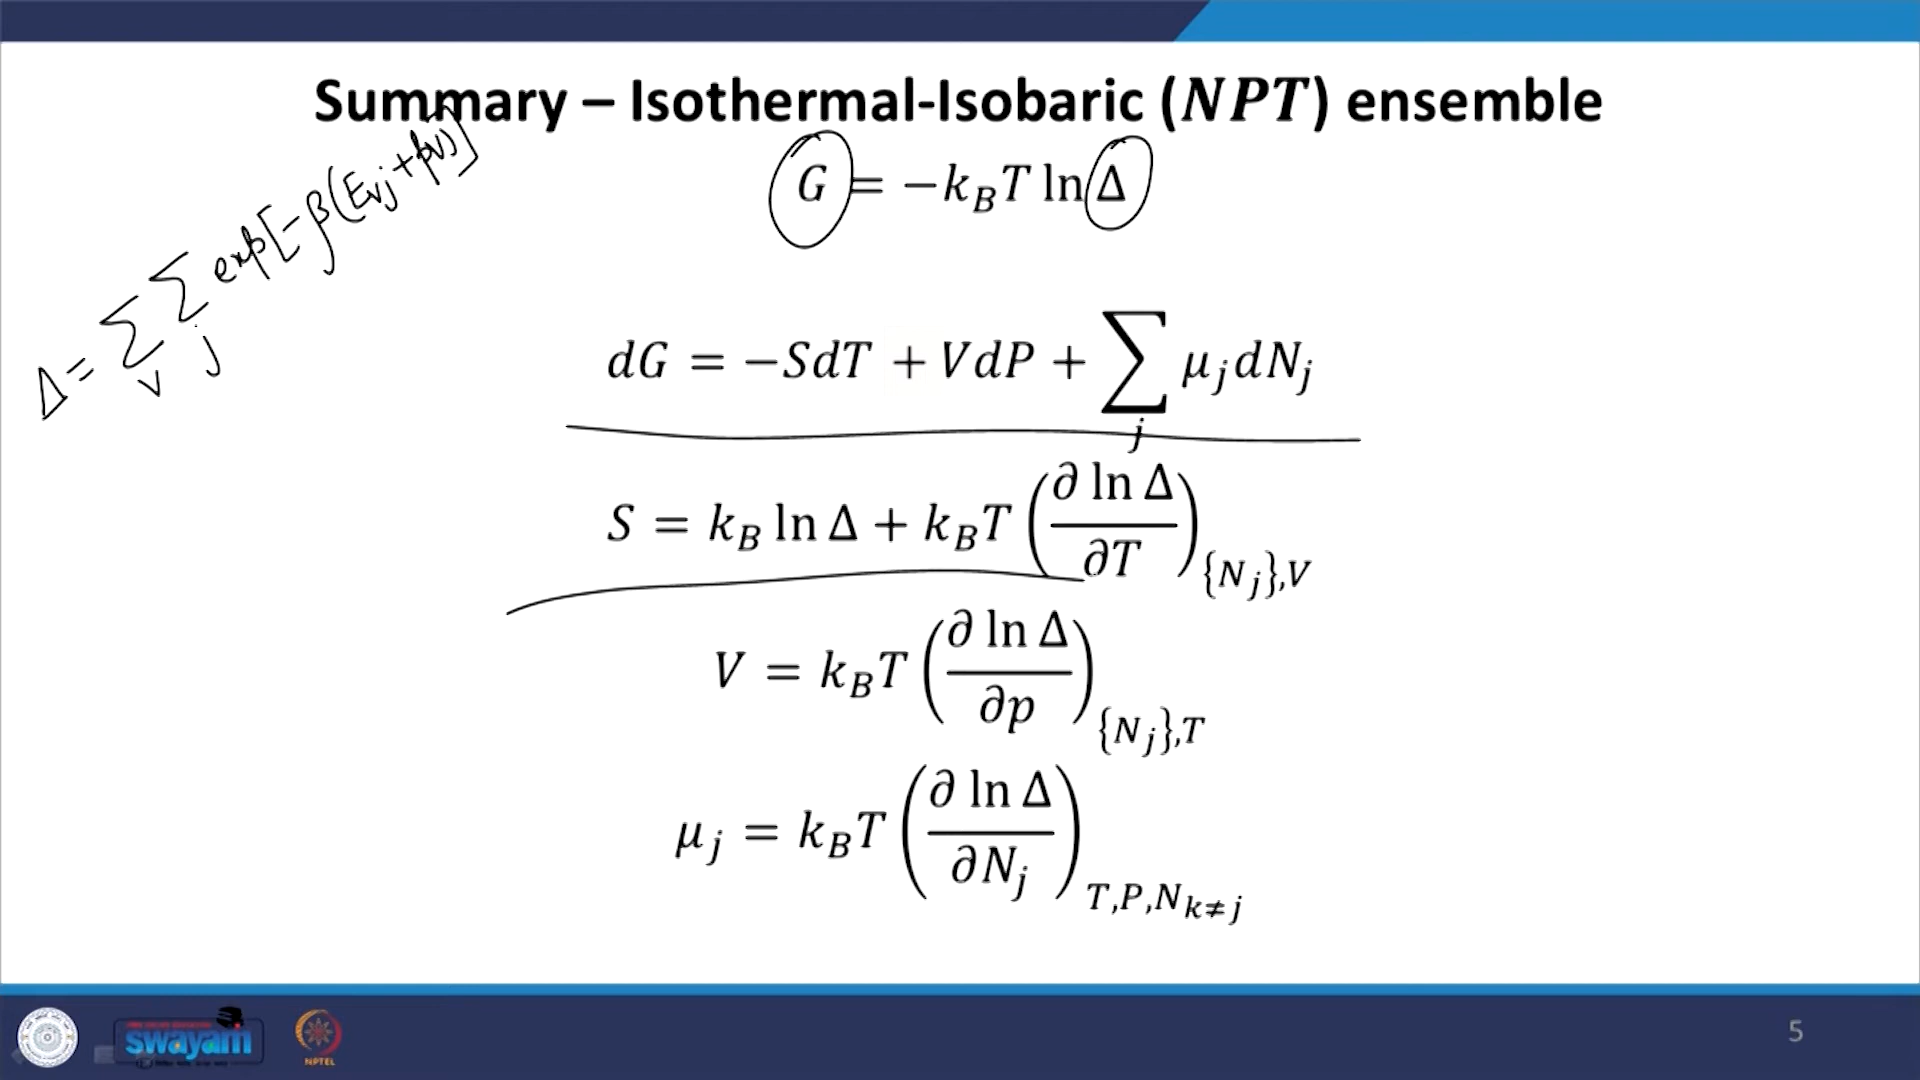 Summary – Isothermal-Isobaric (NPT) ensemble
G = −k_B T ln Δ
Δ = Σ_V Σ_j exp[−β(E_Vj + pV)]
dG = −SdT + VdP + Σ_j μ_j dN_j
S = k_B ln Δ + k_B T (∂ ln Δ / ∂T)_{N_j},V
V = k_B T (∂ ln Δ / ∂p)_{N_j},T
μ_j = k_B T (∂ ln Δ / ∂N_j)_T,P,N_k≠j
swayam
NPTEL
5